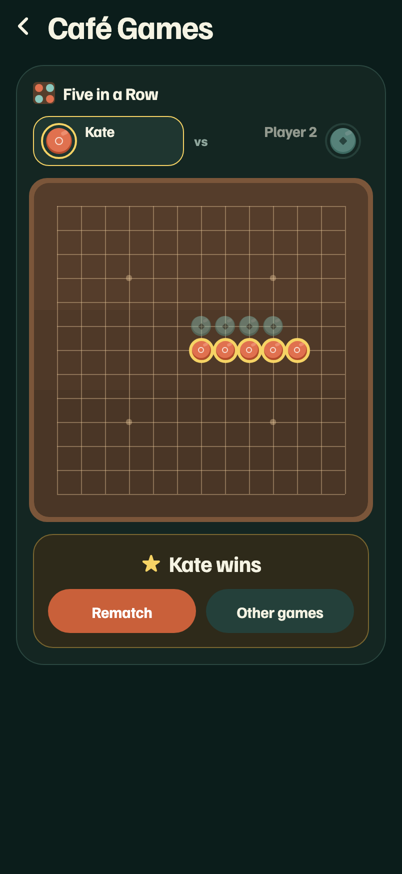 Café Games
Five in a Row
Kate
vs
Player 2
Kate wins
Rematch
Other games